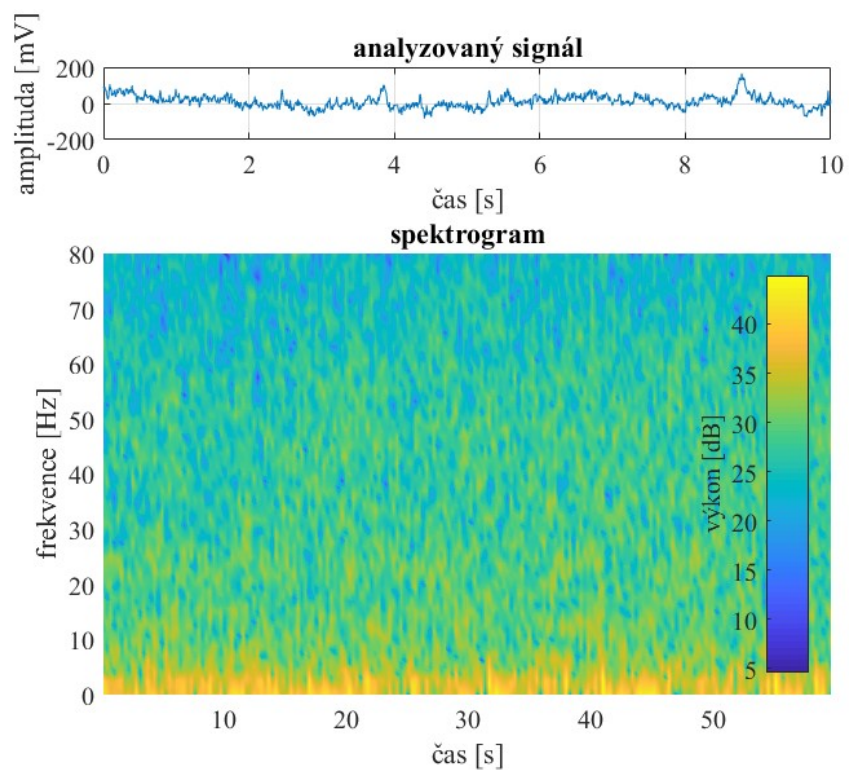 analyzovaný signál
amplituda [mV]
200
0
-200
0 2 4 6 8 10
čas [s]
spektrogram
frekvence [Hz]
80
70
60
50
40
30
20
10
0
10 20 30 40 50
čas [s]
výkon [dB]
40
35
30
25
20
15
10
5